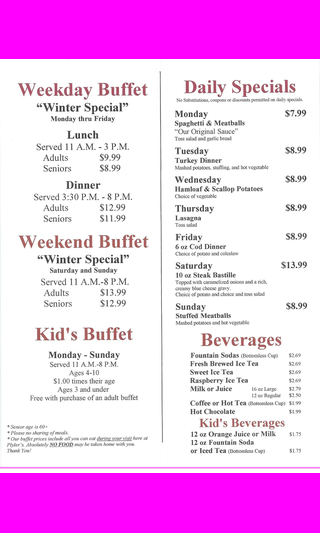 Weekday Buffet
"Winter Special"
Monday thru Friday
Lunch
Served 11 A.M. - 3 P.M.
Adults $9.99
Seniors $8.99
Dinner
Served 3:30 P.M. - 8 P.M.
Adults $12.99
Seniors $11.99
Weekend Buffet
"Winter Special"
Saturday and Sunday
Served 11 A.M.-8 P.M.
Adults $13.99
Seniors $12.99
Kid's Buffet
Monday - Sunday
Served 11 A.M.-8 P.M.
Ages 4-10
$1.00 times their age
Ages 3 and under
Free with purchase of an adult buffet
* Senior age is 60+
* Please no sharing of meals.
* Our buffet prices include all you can eat during your visit here at
Plyler's. Absolutely NO FOOD may be taken home with you.
Thank You!
Daily Specials
No Substitutions, coupons or discounts permitted on daily specials
Monday $7.99
Spaghetti & Meatballs
"Our Original Sauce"
Toss salad and garlic bread
Tuesday $8.99
Turkey Dinner
Mashed potatoes, stuffing, and hot vegetable
Wednesday $8.99
Hamloaf & Scallop Potatoes
Choice of vegetable
Thursday $8.99
Lasagna
Toss salad
Friday $8.99
6 oz Cod Dinner
Choice of potato and coleslaw
Saturday $13.99
10 oz Steak Bastille
Topped with caramelized onions and a rich,
creamy blue cheese gravy.
Choice of potato and choice and toss salad
Sunday $8.99
Stuffed Meatballs
Mashed potatoes and hot vegetable
Beverages
Fountain Sodas (Bottomless Cup) $2.69
Fresh Brewed Ice Tea $2.69
Sweet Ice Tea $2.69
Raspberry Ice Tea $2.69
Milk or Juice 16 oz Large $2.79
12 oz Regular $2.50
Coffee or Hot Tea (Bottomless Cup) $1.99
Hot Chocolate $1.99
Kid's Beverages
12 oz Orange Juice or Milk $1.75
12 oz Fountain Soda
or Iced Tea (Bottomless Cup) $1.75